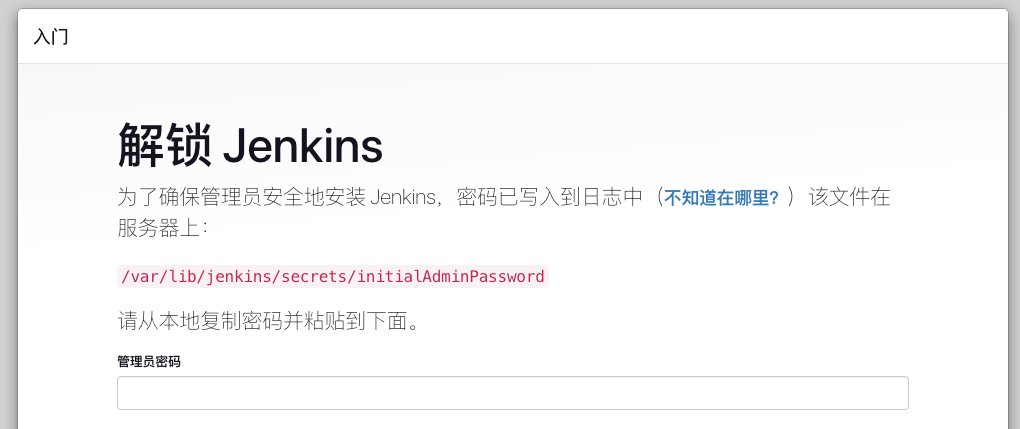 入门
解锁 Jenkins
为了确保管理员安全地安装 Jenkins，密码已写入到日志中（不知道在哪里？）该文件在
服务器上：
/var/lib/jenkins/secrets/initialAdminPassword
请从本地复制密码并粘贴到下面。
管理员密码